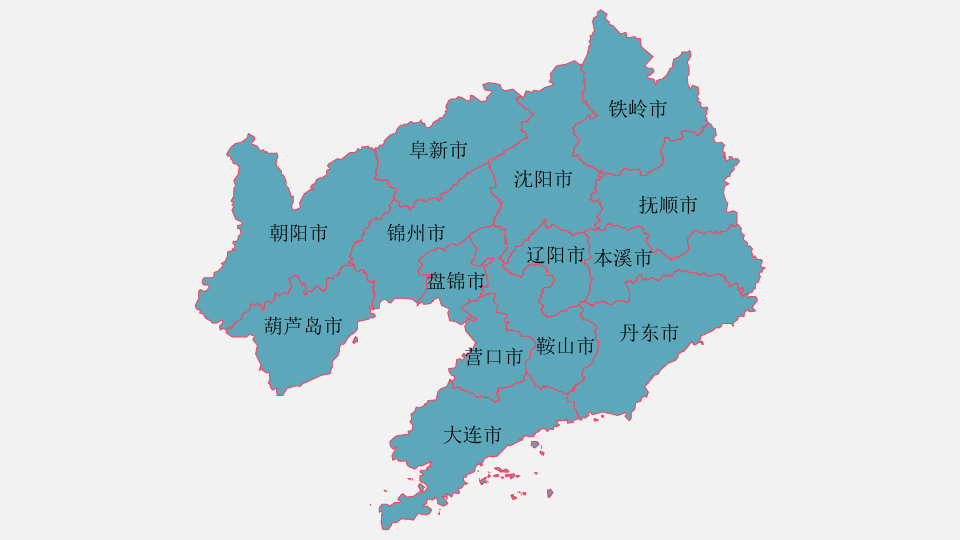 铁岭市
阜新市
沈阳市
抚顺市
朝阳市
锦州市
辽阳市
本溪市
盘锦市
葫芦岛市
丹东市
鞍山市
营口市
大连市